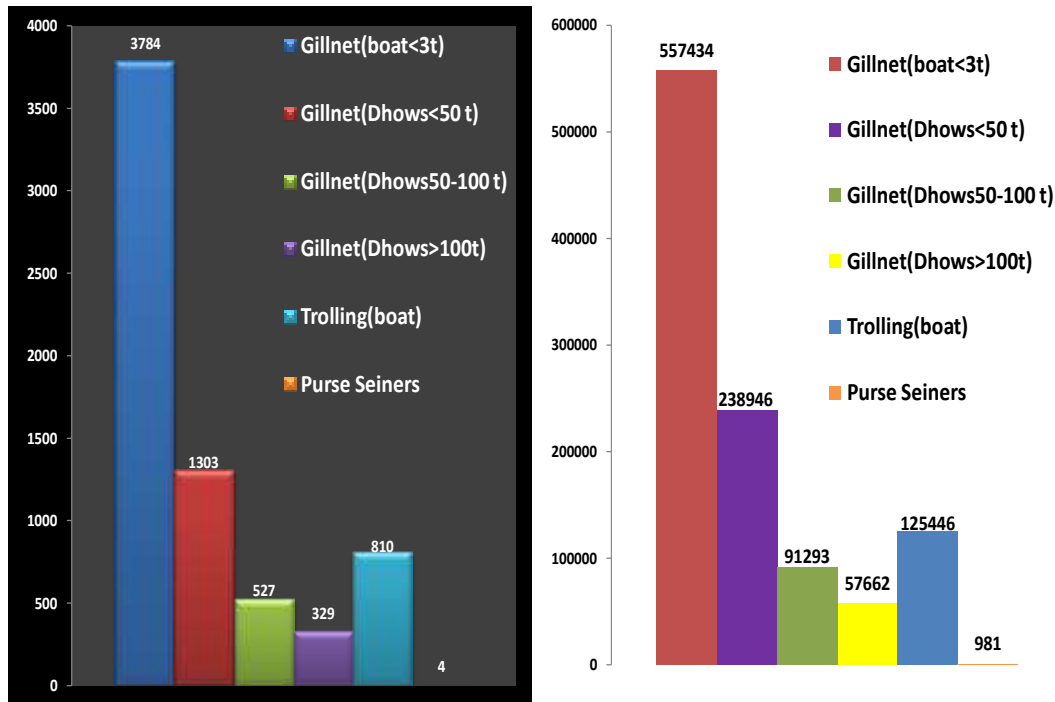 4000
3500
3000
2500
2000
1500
1000
500
0
3784
1303
527
329
810
4
Gillnet(boat<3t)
Gillnet(Dhows<50 t)
Gillnet(Dhows50-100 t)
Gillnet(Dhows>100t)
Trolling(boat)
Purse Seiners
600000
500000
400000
300000
200000
100000
0
557434
238946
91293
57662
125446
981
Gillnet(boat<3t)
Gillnet(Dhows<50 t)
Gillnet(Dhows50-100 t)
Gillnet(Dhows>100t)
Trolling(boat)
Purse Seiners